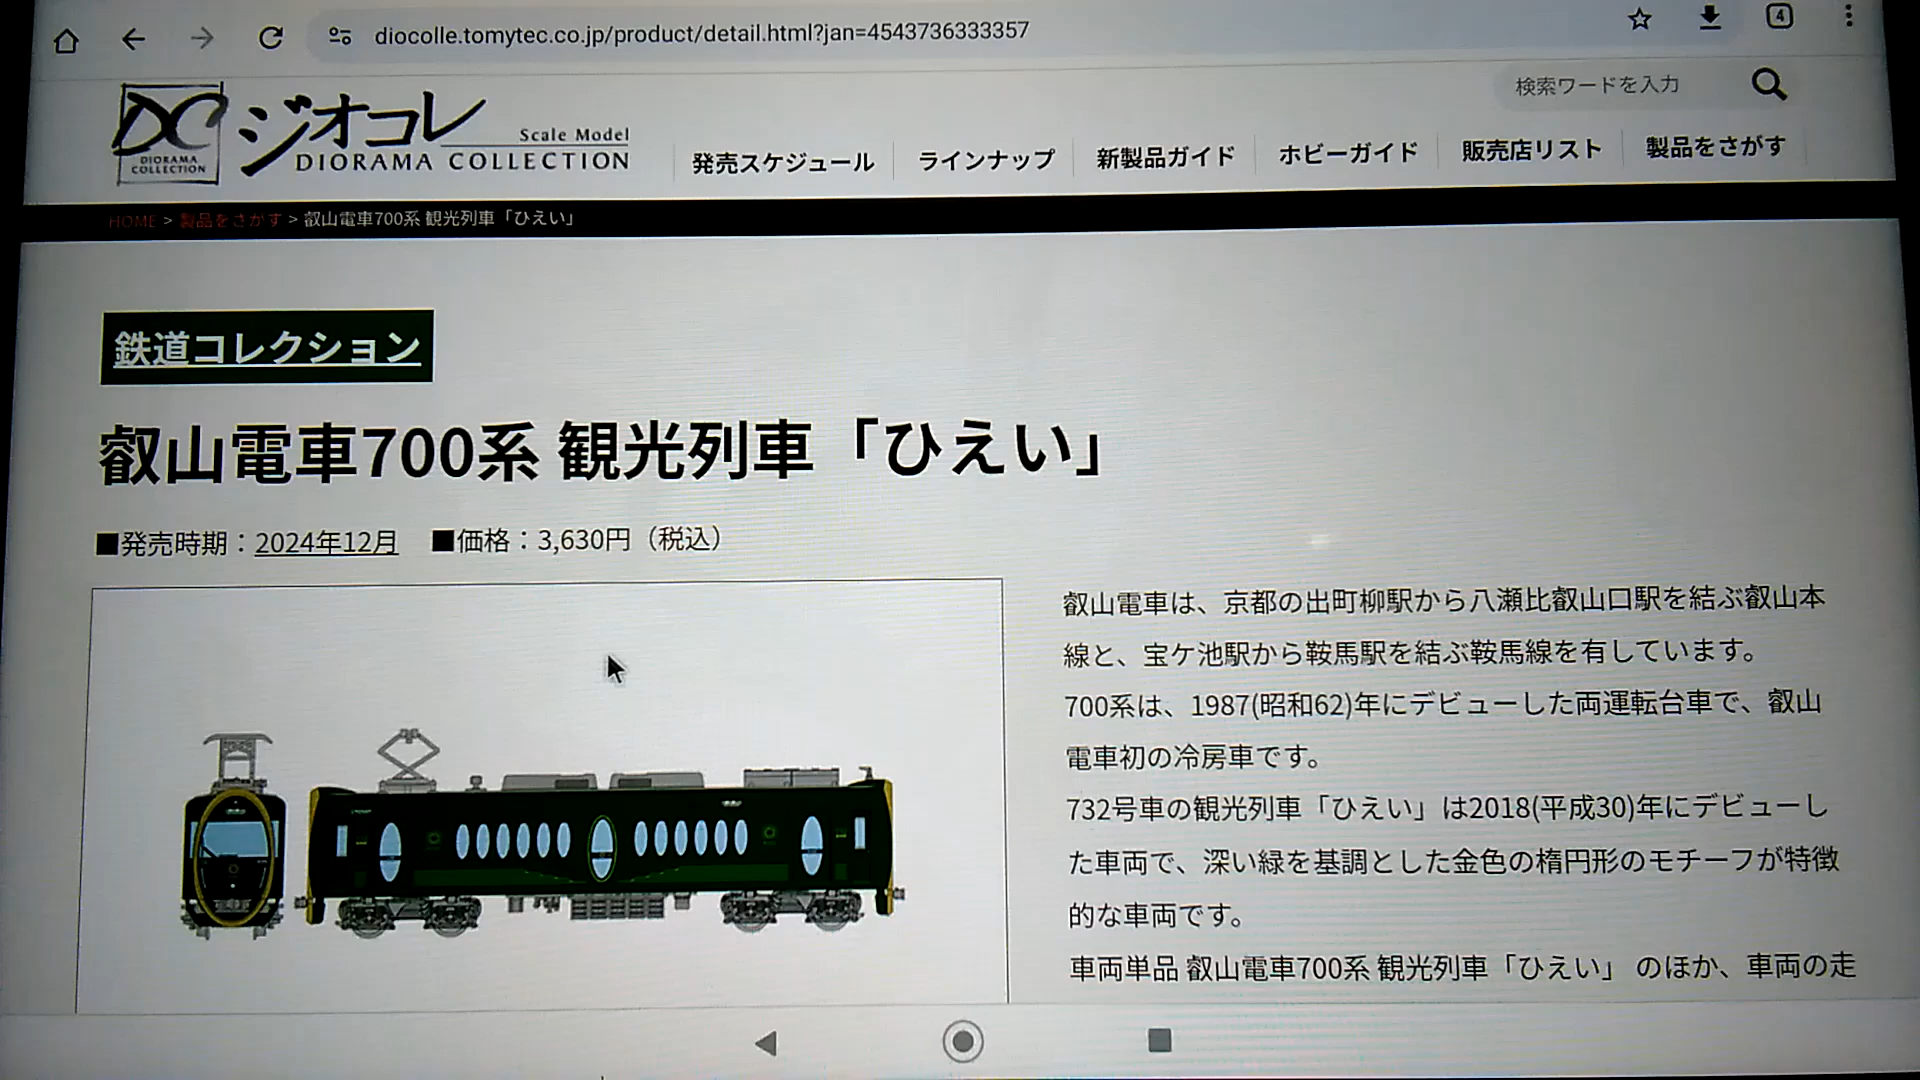 diocolle.tomytec.co.jp/product/detail.html?jan=4543736333357
4
検索ワードを入力
DC
DIORAMA
COLLECTION
ジオコレ
Scale Model
DIORAMA COLLECTION
発売スケジュール
ラインナップ
新製品ガイド
ホビーガイド
販売店リスト
製品をさがす
HOME > 製品をさがす > 叡山電車700系 観光列車「ひえい」
鉄道コレクション
叡山電車700系 観光列車「ひえい」
■発売時期：2024年12月 ■価格：3,630円（税込）
叡山電車は、京都の出町柳駅から八瀬比叡山口駅を結ぶ叡山本
線と、宝ケ池駅から鞍馬駅を結ぶ鞍馬線を有しています。
700系は、1987(昭和62)年にデビューした両運転台車で、叡山
電車初の冷房車です。
732号車の観光列車「ひえい」は2018(平成30)年にデビューし
た車両で、深い緑を基調とした金色の楕円形のモチーフが特徴
的な車両です。
車両単品 叡山電車700系 観光列車「ひえい」 のほか、車両の走